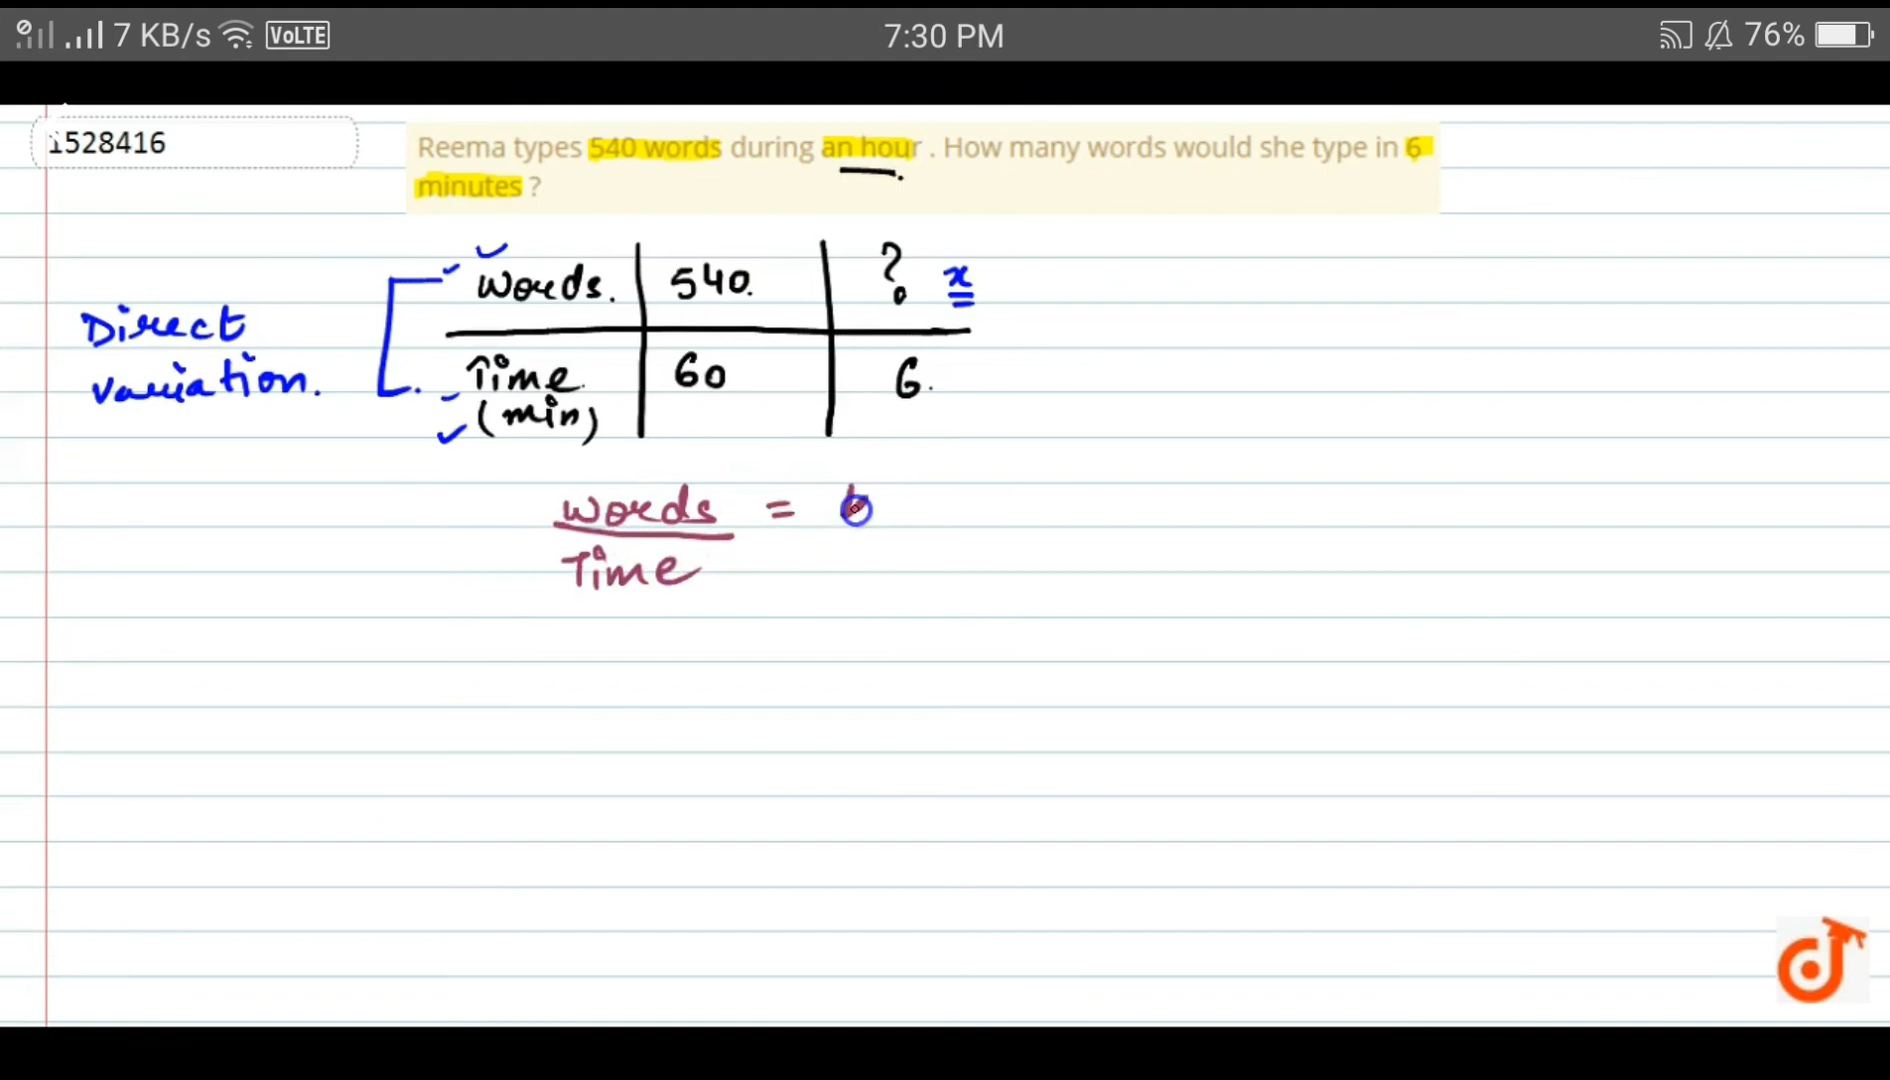 7 KB/s VoLTE 7:30 PM 76%
1528416
Reema types 540 words during an hour . How many words would she type in 6
minutes ?
words. 540. ? x
Direct
variation.
Time 60 6.
(min)
words =
Time